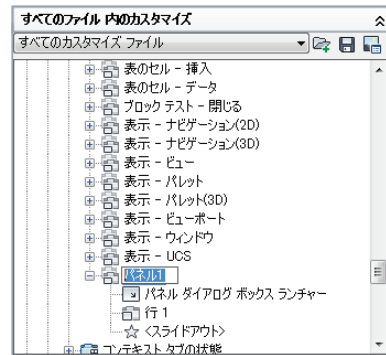 すべてのファイル 内のカスタマイズ
すべてのカスタマイズ ファイル
表のセル - 挿入
表のセル - データ
ブロック テスト - 閉じる
表示 - ナビゲーション(2D)
表示 - ナビゲーション(3D)
表示 - ビュー
表示 - パレット
表示 - パレット(3D)
表示 - ビューポート
表示 - ウィンドウ
表示 - UCS
パネル1
パネル ダイアログ ボックス ランチャー
行 1
<スライドアウト>
コンテキスト タブの状態